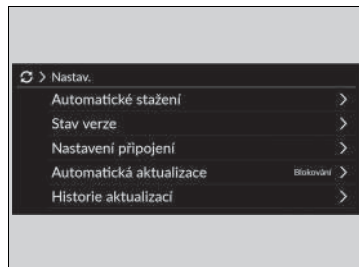 Nastav.
Automatické stažení
Stav verze
Nastavení připojení
Automatická aktualizace Blokování
Historie aktualizací